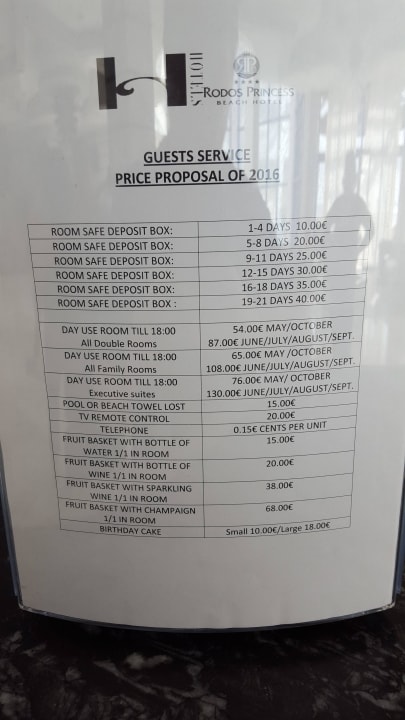 HOTELS
RODOS PRINCESS
BEACH HOTEL
GUESTS SERVICE
PRICE PROPOSAL OF 2016
ROOM SAFE DEPOSIT BOX: 1-4 DAYS 10.00€
ROOM SAFE DEPOSIT BOX: 5-8 DAYS 20.00€
ROOM SAFE DEPOSIT BOX: 9-11 DAYS 25.00€
ROOM SAFE DEPOSIT BOX: 12-15 DAYS 30.00€
ROOM SAFE DEPOSIT BOX: 16-18 DAYS 35.00€
ROOM SAFE DEPOSIT BOX : 19-21 DAYS 40.00€
DAY USE ROOM TILL 18:00 54.00€ MAY/OCTOBER
All Double Rooms 87.00€ JUNE/JULY/AUGUST/SEPT.
DAY USE ROOM TILL 18:00 65.00€ MAY /OCTOBER
All Family Rooms 108.00€ JUNE/JULY/AUGUST/SEPT.
DAY USE ROOM TILL 18:00 76.00€ MAY/ OCTOBER
Executive suites 130.00€ JUNE/JULY/AUGUST/SEPT.
POOL OR BEACH TOWEL LOST 15.00€
TV REMOTE CONTROL 20.00€
TELEPHONE 0.15€ CENTS PER UNIT
FRUIT BASKET WITH BOTTLE OF 15.00€
WATER 1/1 IN ROOM
FRUIT BASKET WITH BOTTLE OF 20.00€
WINE 1/1 IN ROOM
FRUIT BASKET WITH SPARKLING 38.00€
WINE 1/1 IN ROOM
FRUIT BASKET WITH CHAMPAIGN 68.00€
1/1 IN ROOM
BIRTHDAY CAKE Small 10.00€/Large 18.00€